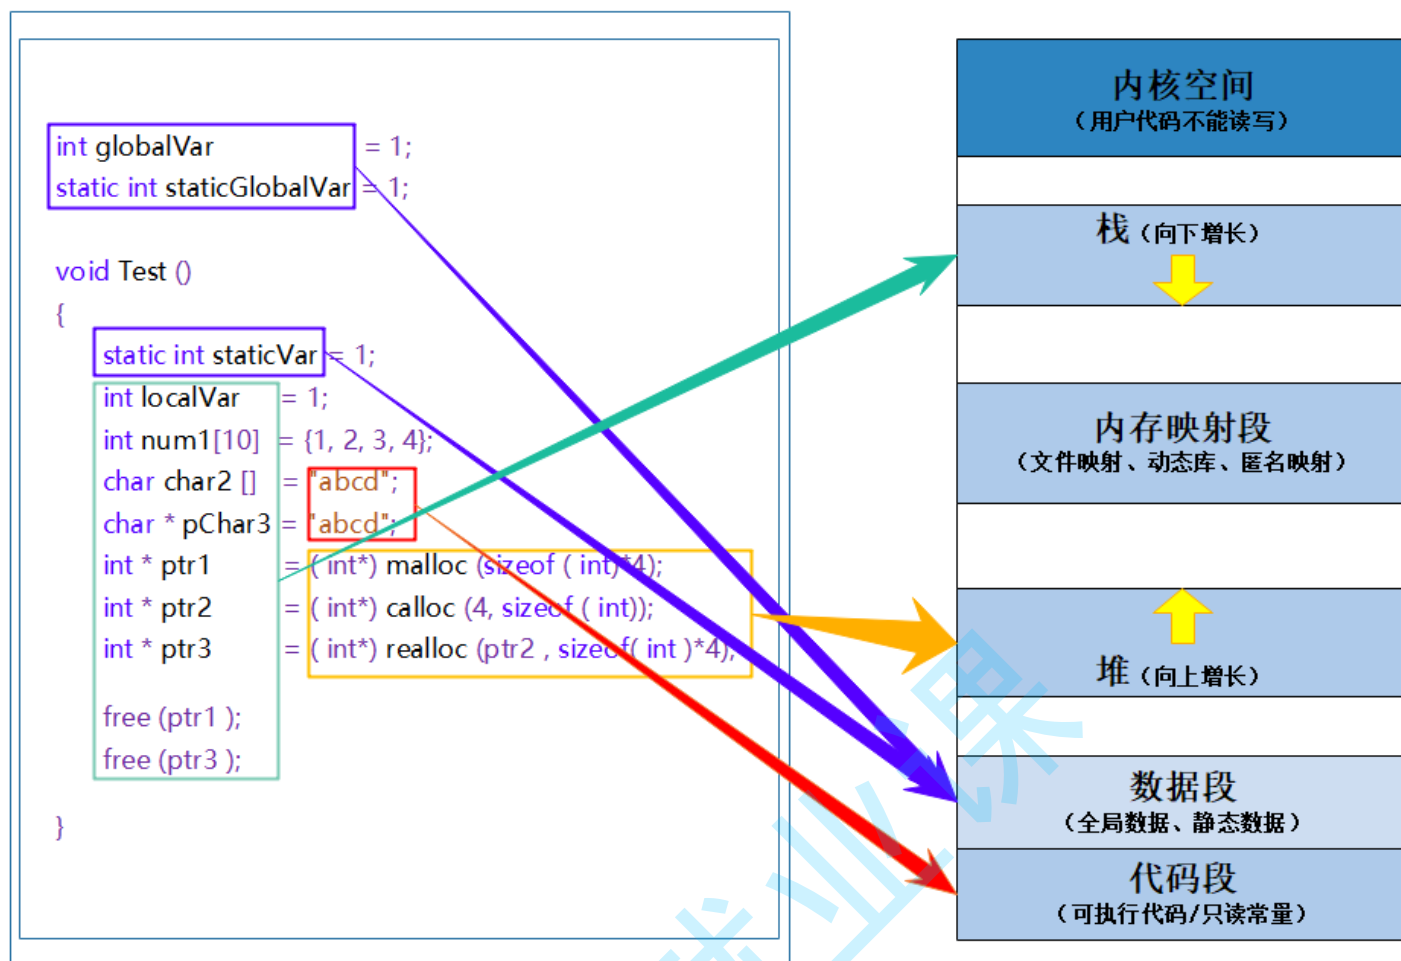 int globalVar = 1;
static int staticGlobalVar = 1;
void Test ()
{
static int staticVar = 1;
int localVar = 1;
int num1[10] = {1, 2, 3, 4};
char char2 [] = "abcd";
char * pChar3 = "abcd";
int * ptr1 = ( int*) malloc (sizeof ( int)*4);
int * ptr2 = ( int*) calloc (4, sizeof ( int));
int * ptr3 = ( int*) realloc (ptr2 , sizeof( int )*4);
free (ptr1 );
free (ptr3 );
}
内核空间
（用户代码不能读写）
栈（向下增长）
内存映射段
（文件映射、动态库、匿名映射）
堆（向上增长）
数据段
（全局数据、静态数据）
代码段
（可执行代码/只读常量）
就业课